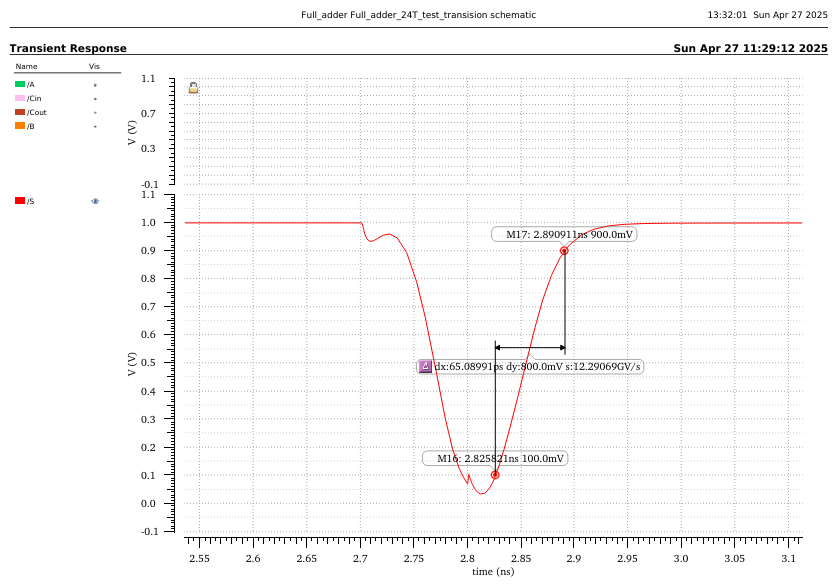 Full_adder Full_adder_24T_test_transision schematic 13:32:01 Sun Apr 27 2025
Transient Response Sun Apr 27 11:29:12 2025
Name Vis
/A
/Cin
/Cout
/B
/S
1.1
0.7
0.3
-0.1
V (V)
1.1
1.0
0.9
0.8
0.7
0.6
0.5
0.4
0.3
0.2
0.1
0.0
-0.1
V (V)
M17: 2.890911ns 900.0mV
Δ dx:65.08991ps dy:800.0mV s:12.29069GV/s
M16: 2.825821ns 100.0mV
2.55 2.6 2.65 2.7 2.75 2.8 2.85 2.9 2.95 3.0 3.05 3.1
time (ns)